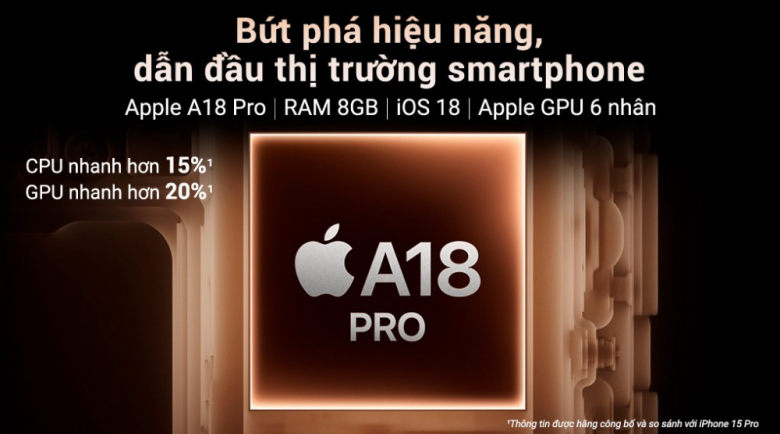 Bứt phá hiệu năng,
dẫn đầu thị trường smartphone
Apple A18 Pro | RAM 8GB | iOS 18 | Apple GPU 6 nhân
CPU nhanh hơn 15%¹
GPU nhanh hơn 20%¹
A18
PRO
¹Thông tin được hãng công bố và so sánh với iPhone 15 Pro